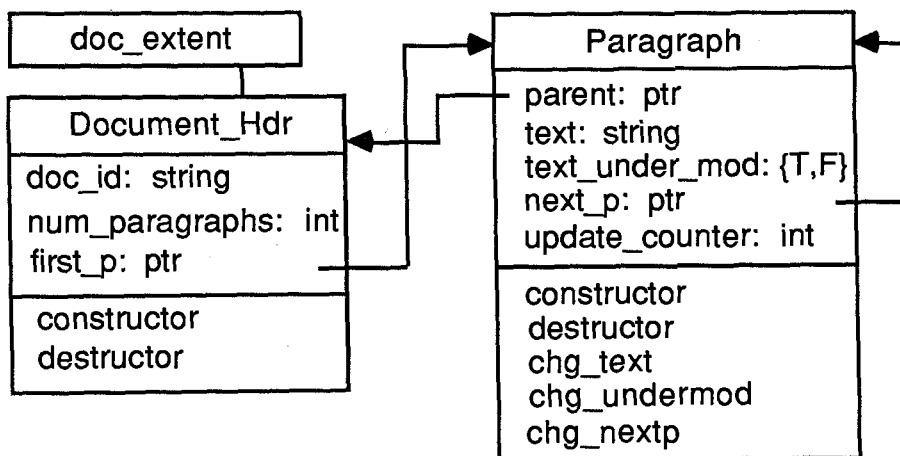 doc_extent
Document_Hdr
doc_id: string
num_paragraphs: int
first_p: ptr
constructor
destructor
Paragraph
parent: ptr
text: string
text_under_mod: {T,F}
next_p: ptr
update_counter: int
constructor
destructor
chg_text
chg_undermod
chg_nextp